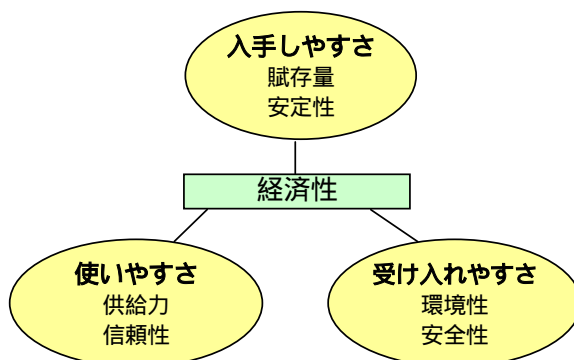 入手しやすさ
賦存量
安定性
経済性
使いやすさ
供給力
信頼性
受け入れやすさ
環境性
安全性